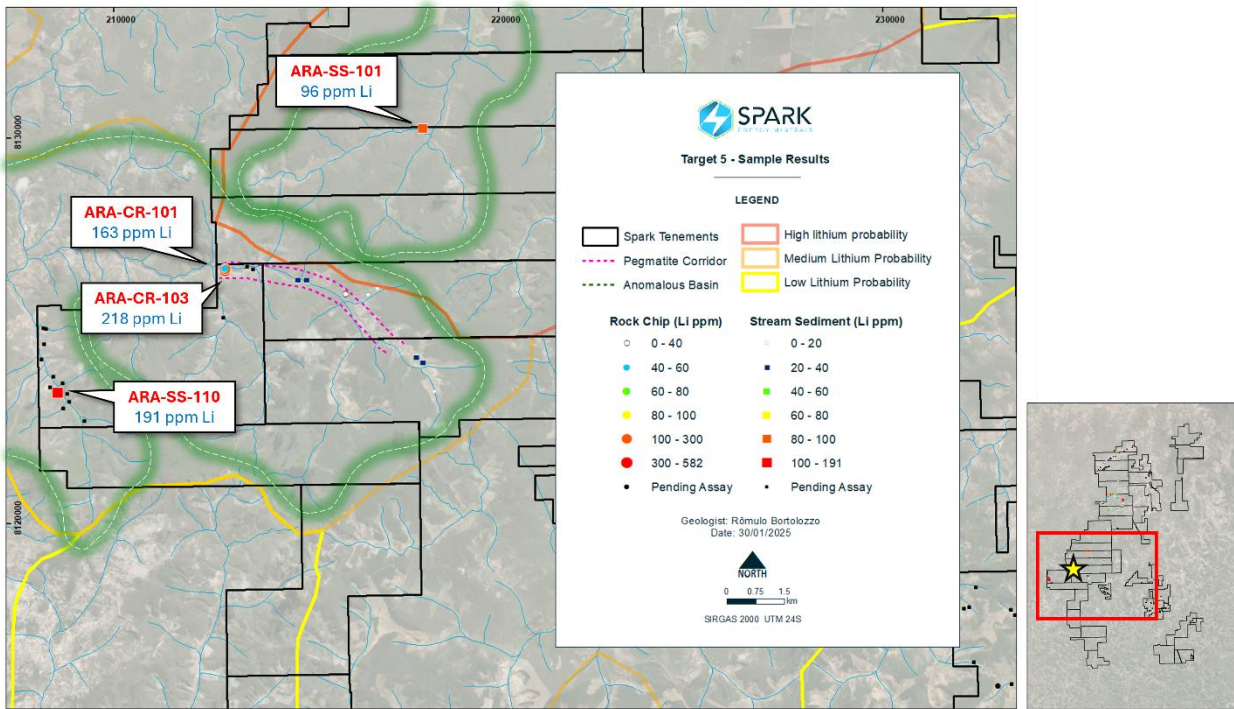 210000
220000
230000
8130000
8120000
ARA-SS-101
96 ppm Li
ARA-CR-101
163 ppm Li
ARA-CR-103
218 ppm Li
ARA-SS-110
191 ppm Li
SPARK
ENERGY MINERALS
Target 5 - Sample Results
LEGEND
Spark Tenements
Pegmatite Corridor
Anomalous Basin
High lithium probability
Medium Lithium Probability
Low Lithium Probability
Rock Chip (Li ppm)
0 - 40
40 - 60
60 - 80
80 - 100
100 - 300
300 - 582
Pending Assay
Stream Sediment (Li ppm)
0 - 20
20 - 40
40 - 60
60 - 80
80 - 100
100 - 191
Pending Assay
Geologist: Rômulo Bortolozzo
Date: 30/01/2025
NORTH
0 0.75 1.5
km
SIRGAS 2000 UTM 24S